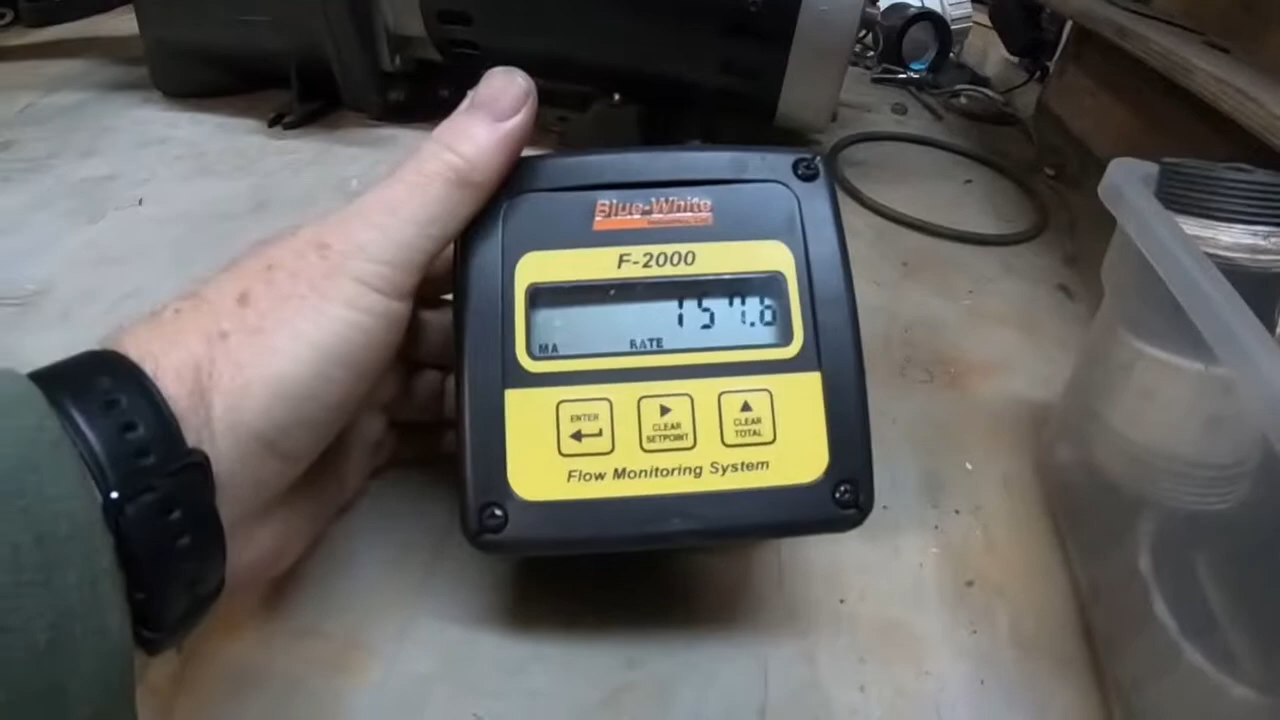 Blue-White
F-2000
157.6
MA RATE
ENTER
CLEAR
SETPOINT
CLEAR
TOTAL
Flow Monitoring System